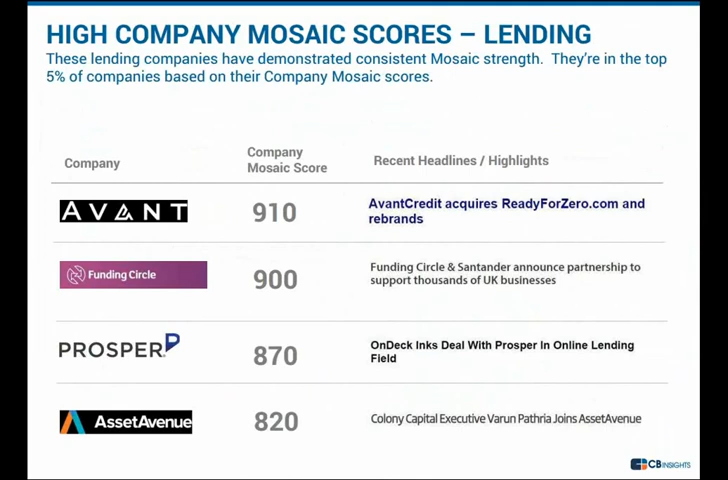 HIGH COMPANY MOSAIC SCORES – LENDING
These lending companies have demonstrated consistent Mosaic strength. They're in the top
5% of companies based on their Company Mosaic scores.
Company
Company
Mosaic Score
Recent Headlines / Highlights
AVANT
910
AvantCredit acquires ReadyForZero.com and
rebrands
Funding Circle
900
Funding Circle & Santander announce partnership to
support thousands of UK businesses
PROSPER
870
OnDeck Inks Deal With Prosper In Online Lending
Field
AssetAvenue
820
Colony Capital Executive Varun Pathria Joins AssetAvenue
CBINSIGHTS